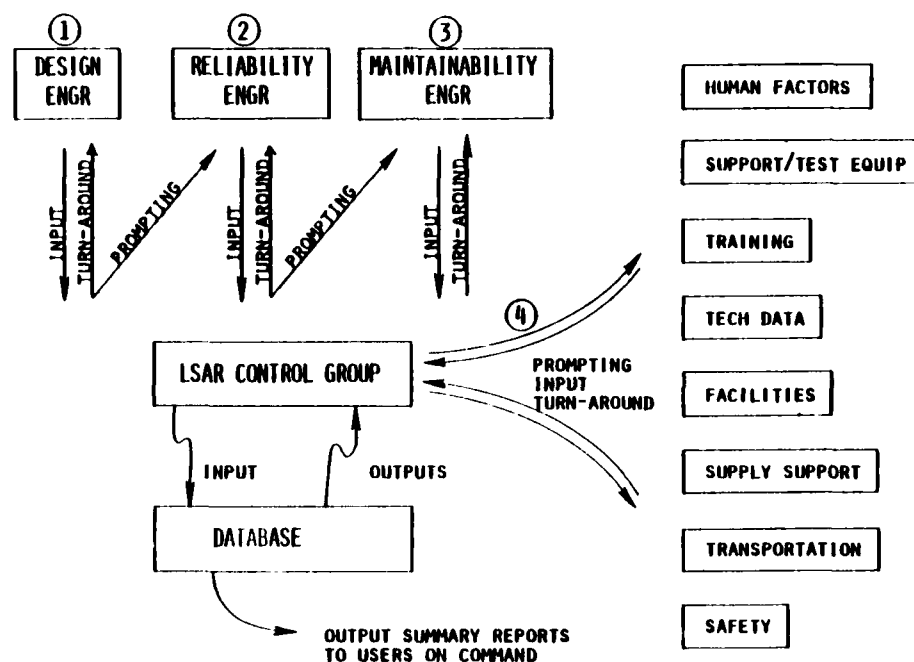 1
DESIGN
ENGR
2
RELIABILITY
ENGR
3
MAINTAINABILITY
ENGR
INPUT
TURN-AROUND
PROMPTING
INPUT
TURN-AROUND
PROMPTING
INPUT
TURN-AROUND
LSAR CONTROL GROUP
4
PROMPTING
INPUT
TURN-AROUND
INPUT
OUTPUTS
DATABASE
OUTPUT SUMMARY REPORTS
TO USERS ON COMMAND
HUMAN FACTORS
SUPPORT/TEST EQUIP
TRAINING
TECH DATA
FACILITIES
SUPPLY SUPPORT
TRANSPORTATION
SAFETY